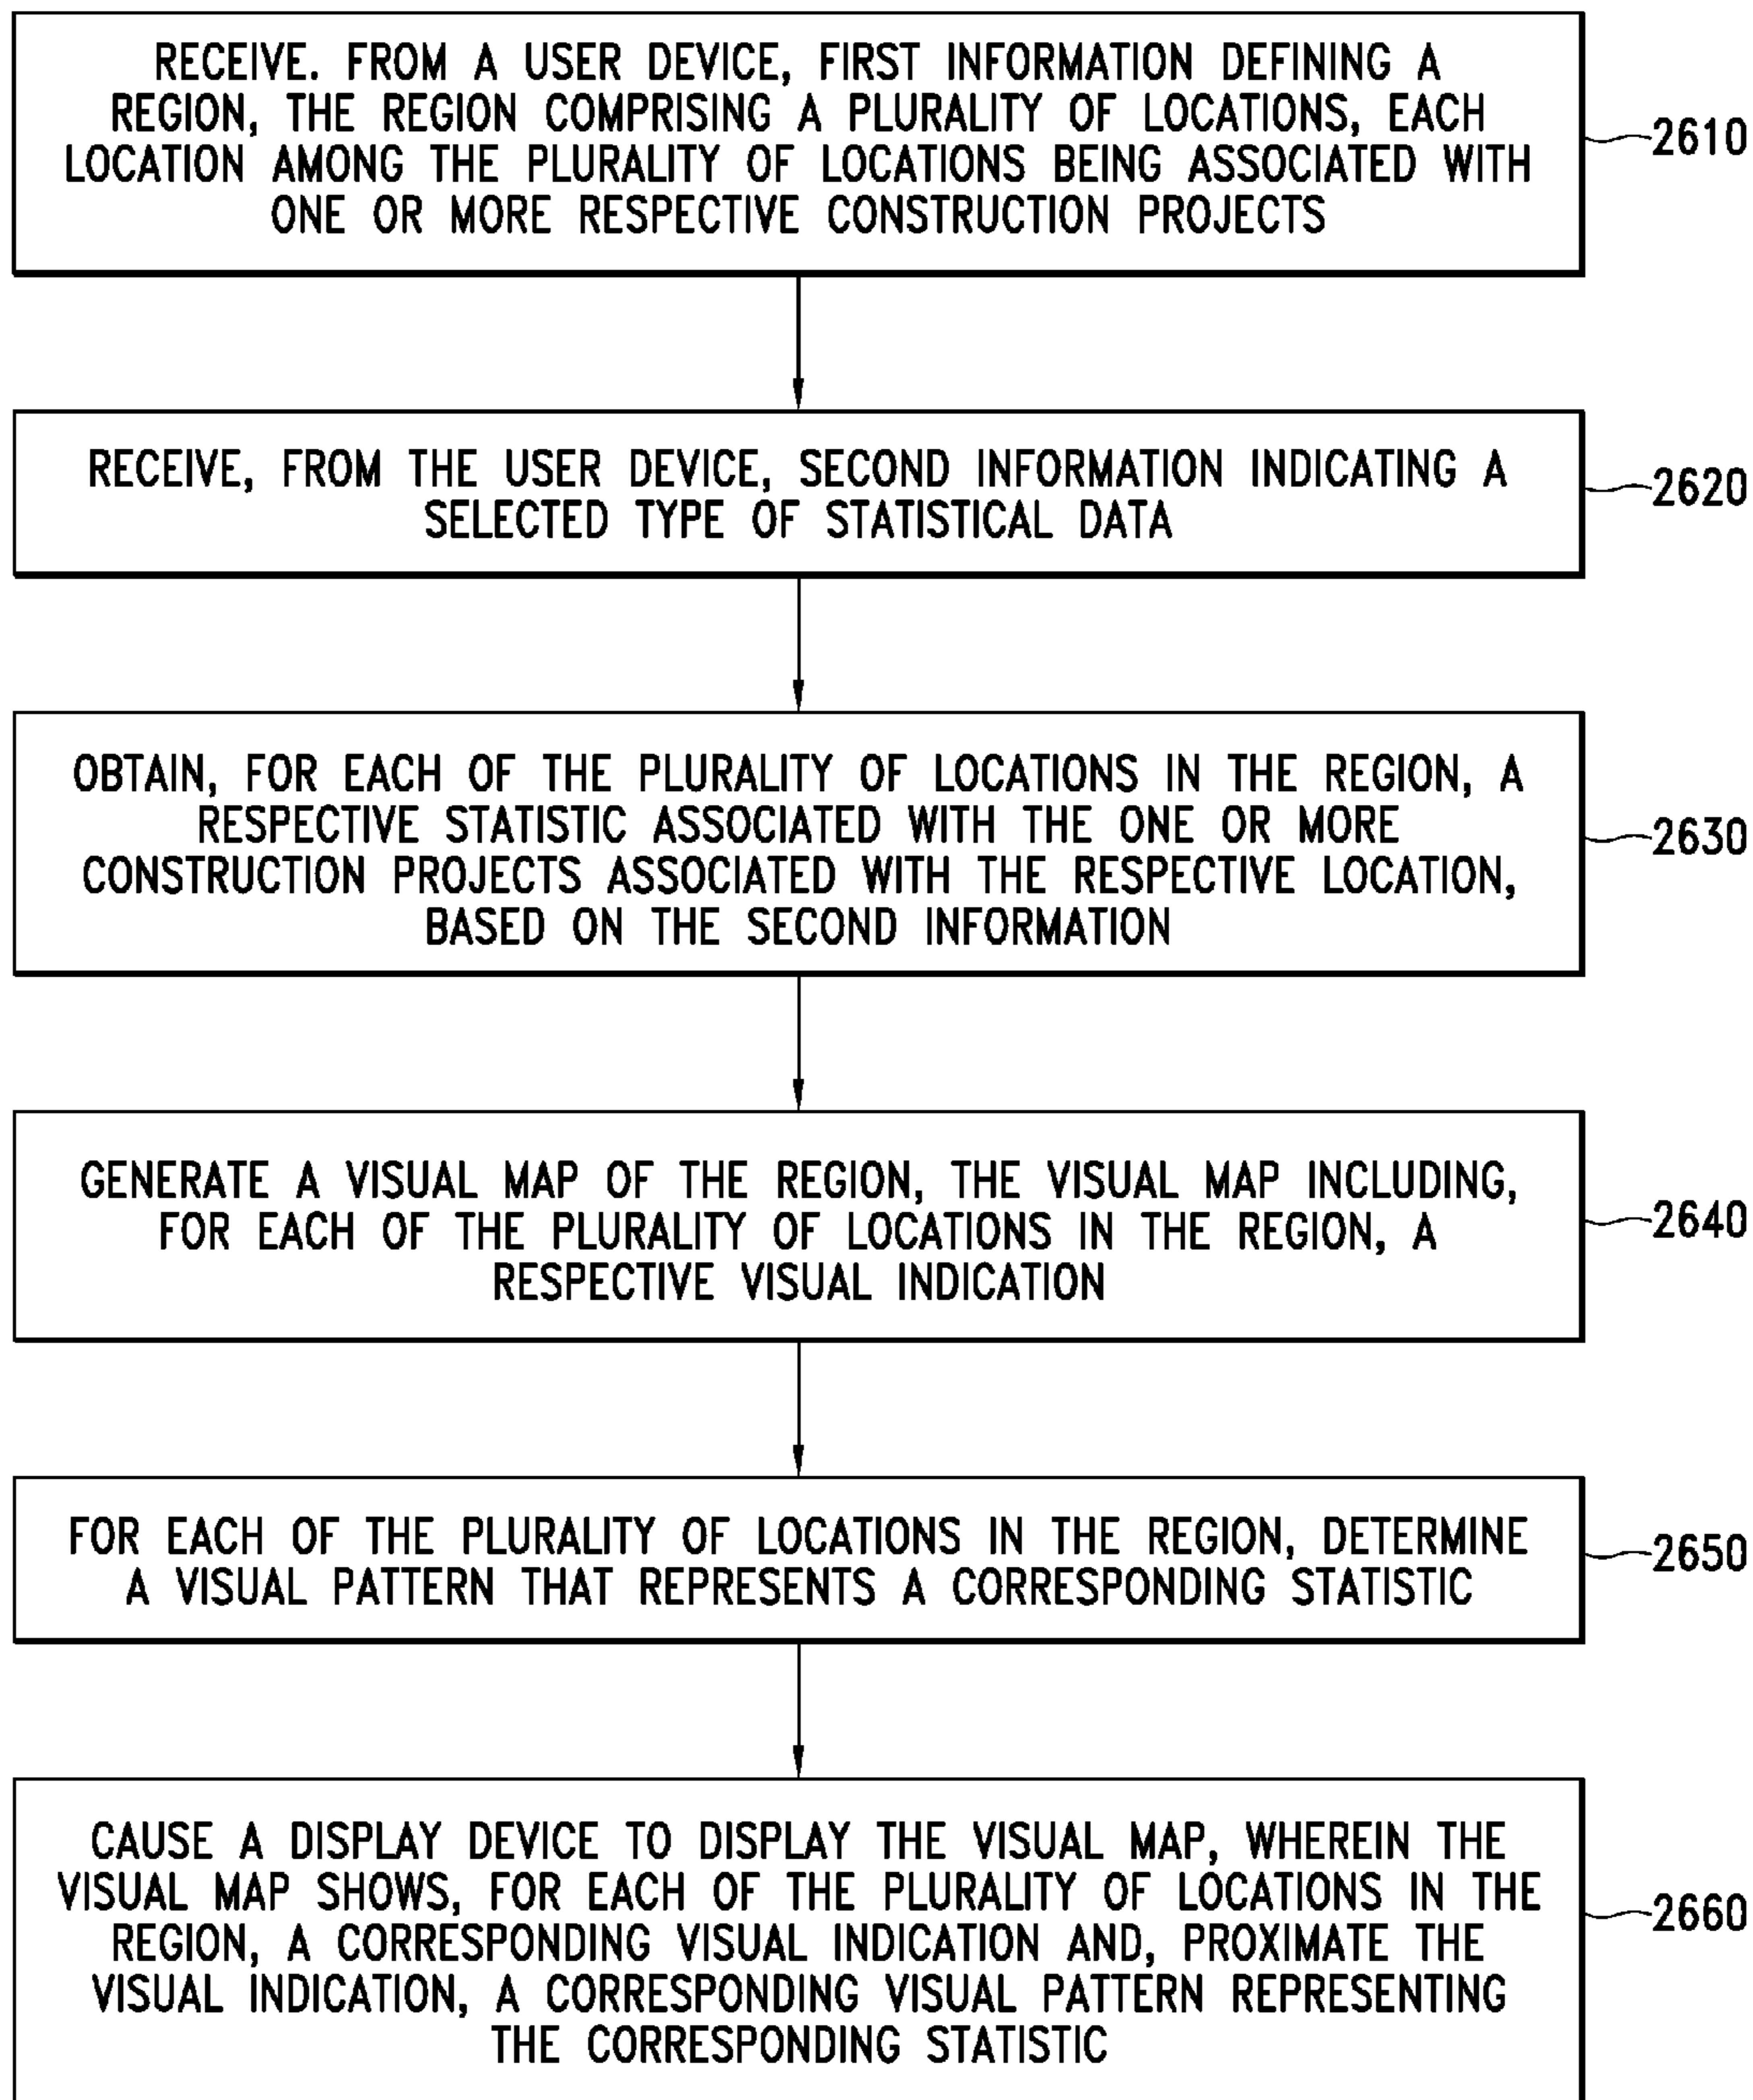 RECEIVE. FROM A USER DEVICE, FIRST INFORMATION DEFINING A
REGION, THE REGION COMPRISING A PLURALITY OF LOCATIONS, EACH
LOCATION AMONG THE PLURALITY OF LOCATIONS BEING ASSOCIATED WITH
ONE OR MORE RESPECTIVE CONSTRUCTION PROJECTS
2610
RECEIVE, FROM THE USER DEVICE, SECOND INFORMATION INDICATING A
SELECTED TYPE OF STATISTICAL DATA
2620
OBTAIN, FOR EACH OF THE PLURALITY OF LOCATIONS IN THE REGION, A
RESPECTIVE STATISTIC ASSOCIATED WITH THE ONE OR MORE
CONSTRUCTION PROJECTS ASSOCIATED WITH THE RESPECTIVE LOCATION,
BASED ON THE SECOND INFORMATION
2630
GENERATE A VISUAL MAP OF THE REGION, THE VISUAL MAP INCLUDING,
FOR EACH OF THE PLURALITY OF LOCATIONS IN THE REGION, A
RESPECTIVE VISUAL INDICATION
2640
FOR EACH OF THE PLURALITY OF LOCATIONS IN THE REGION, DETERMINE
A VISUAL PATTERN THAT REPRESENTS A CORRESPONDING STATISTIC
2650
CAUSE A DISPLAY DEVICE TO DISPLAY THE VISUAL MAP, WHEREIN THE
VISUAL MAP SHOWS, FOR EACH OF THE PLURALITY OF LOCATIONS IN THE
REGION, A CORRESPONDING VISUAL INDICATION AND, PROXIMATE THE
VISUAL INDICATION, A CORRESPONDING VISUAL PATTERN REPRESENTING
THE CORRESPONDING STATISTIC
2660